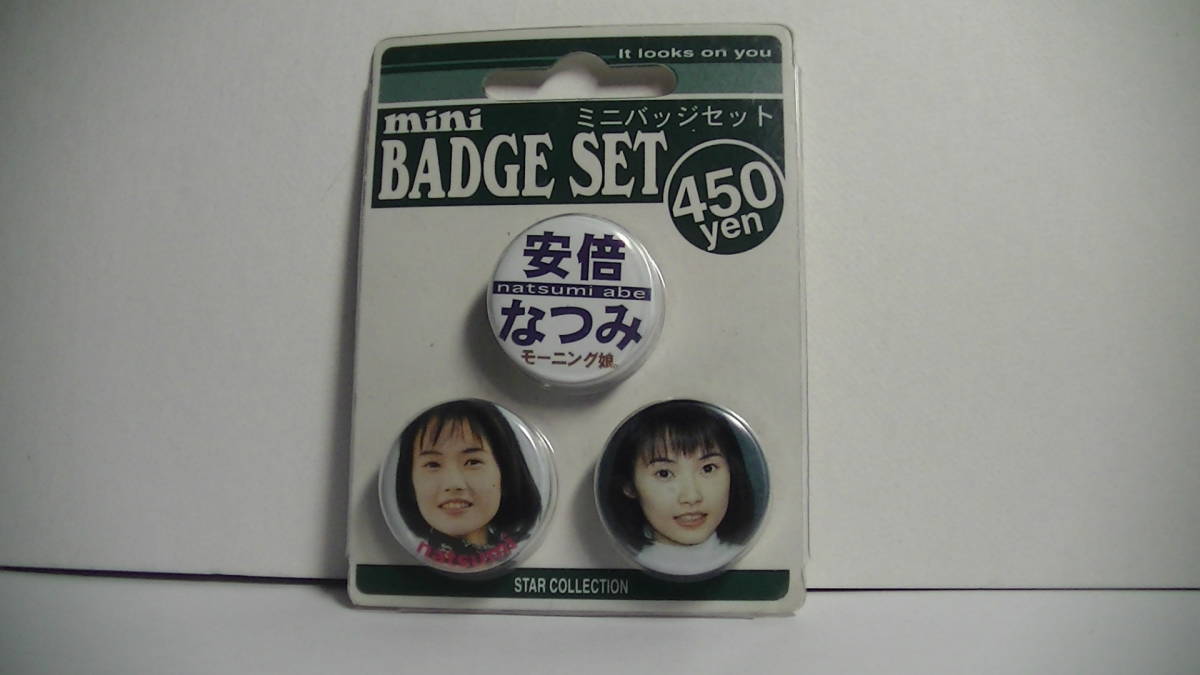 It looks on you
mini
ミニバッジセット
BADGE SET
450
yen
安倍
natsumi abe
なつみ
モーニング娘。
natsumi
STAR COLLECTION